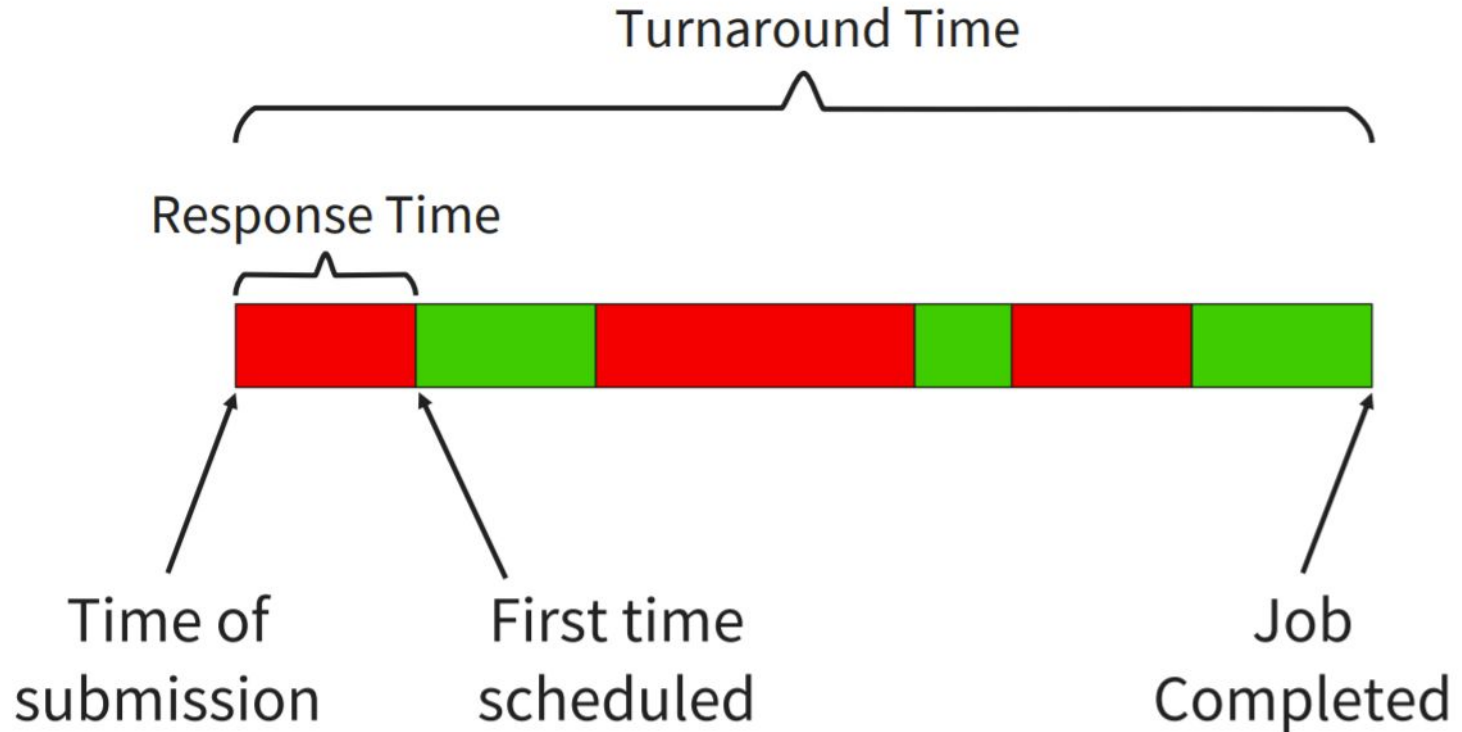 Turnaround Time
Response Time
Time of
submission
First time
scheduled
Job
Completed